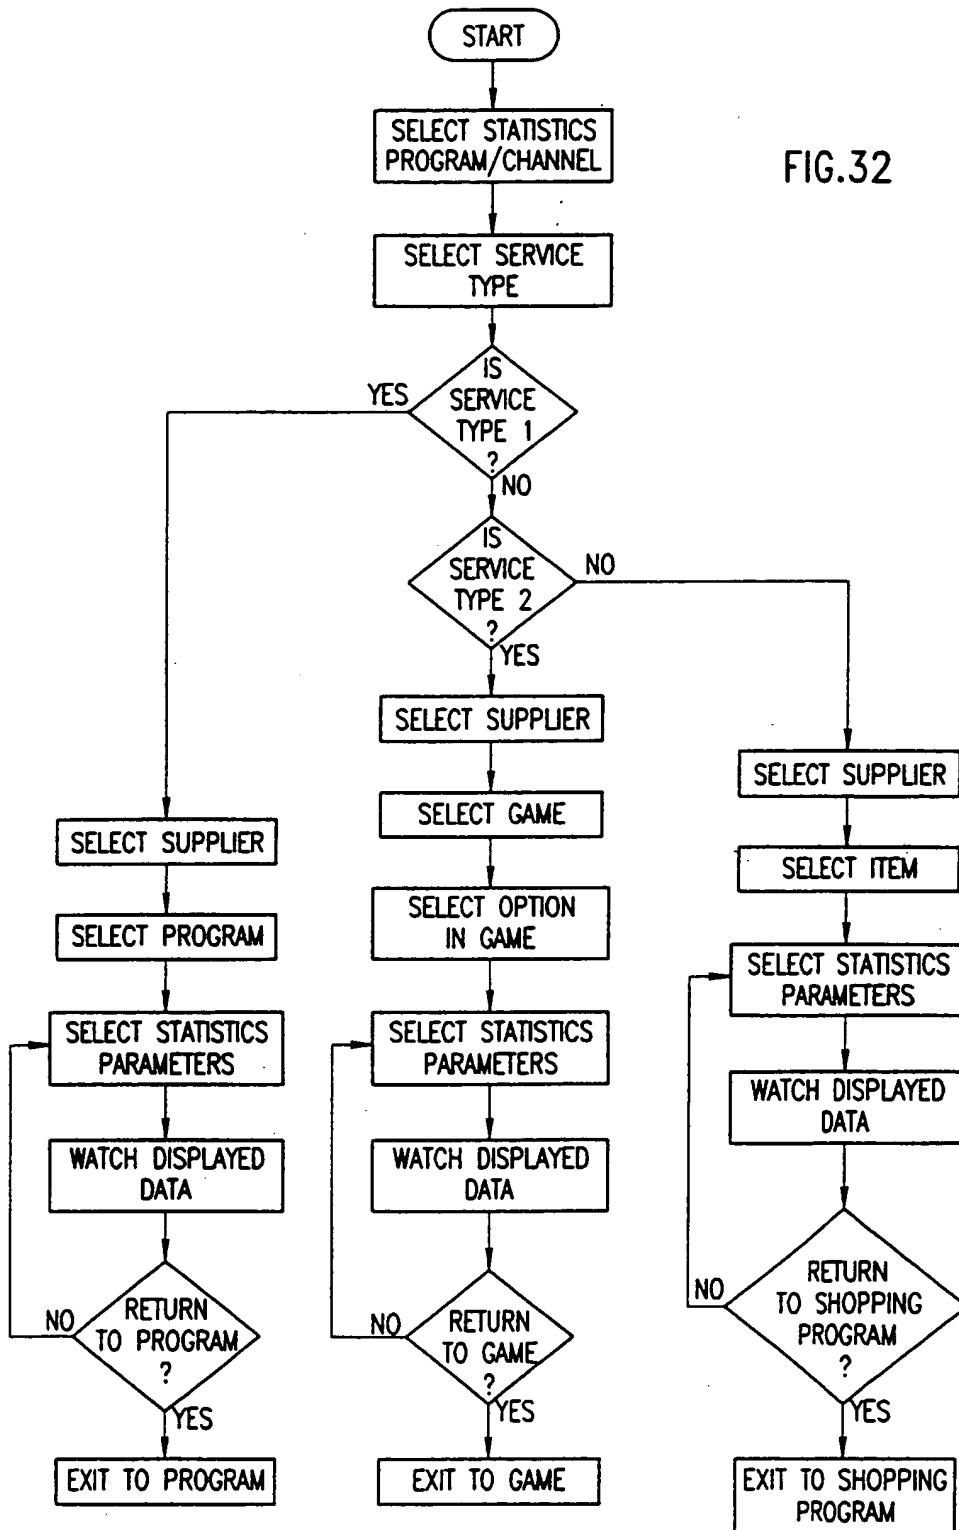 START
SELECT STATISTICS
PROGRAM/CHANNEL
FIG.32
SELECT SERVICE
TYPE
IS
SERVICE
TYPE 1
?
YES
NO
IS
SERVICE
TYPE 2
?
NO
YES
SELECT SUPPLIER
SELECT PROGRAM
SELECT STATISTICS
PARAMETERS
WATCH DISPLAYED
DATA
RETURN
TO PROGRAM
?
NO
YES
EXIT TO PROGRAM
SELECT SUPPLIER
SELECT GAME
SELECT OPTION
IN GAME
SELECT STATISTICS
PARAMETERS
WATCH DISPLAYED
DATA
RETURN
TO GAME
?
NO
YES
EXIT TO GAME
SELECT SUPPLIER
SELECT ITEM
SELECT STATISTICS
PARAMETERS
WATCH DISPLAYED
DATA
RETURN
TO SHOPPING
PROGRAM
?
NO
YES
EXIT TO SHOPPING
PROGRAM